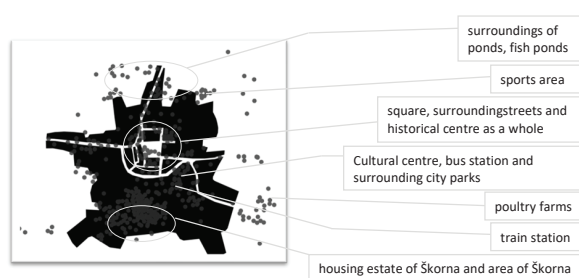 surroundings of
ponds, fish ponds
sports area
square, surroundingstreets and
historical centre as a whole
Cultural centre, bus station and
surrounding city parks
poultry farms
train station
housing estate of Škorna and area of Škorna